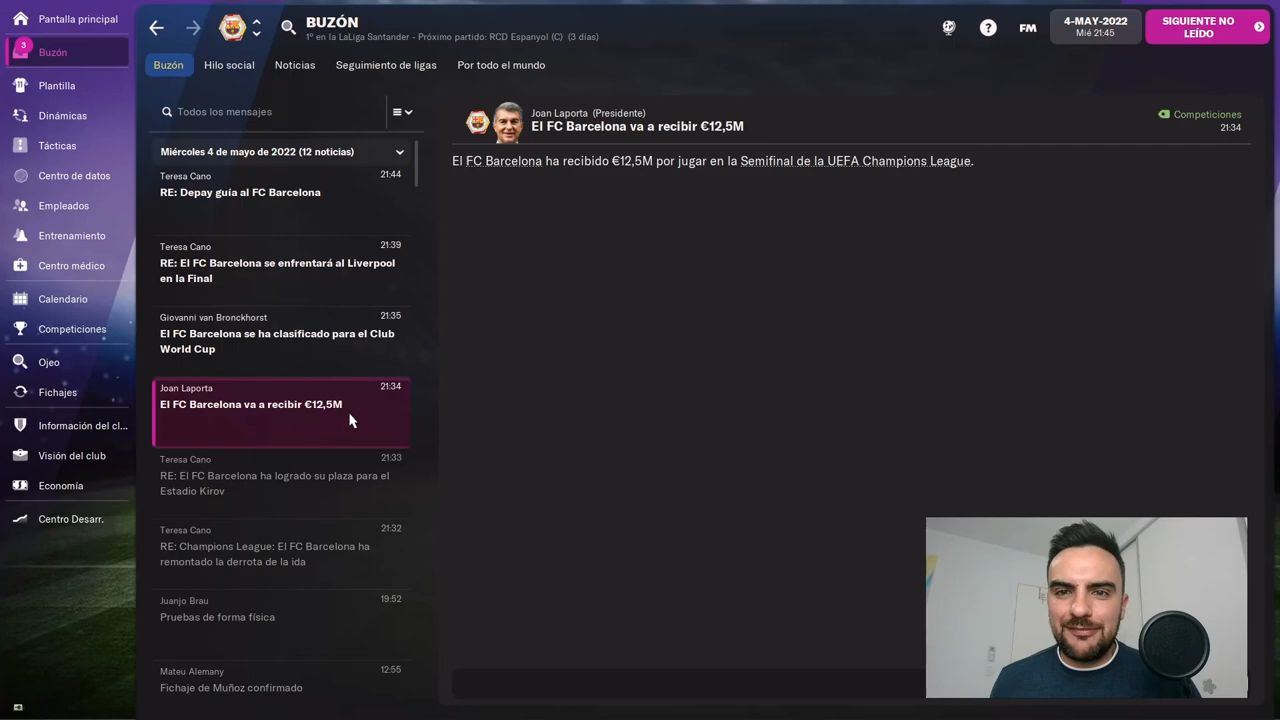 Pantalla principal
3
Buzón
Plantilla
Dinámicas
Tácticas
Centro de datos
Empleados
Entrenamiento
Centro médico
Calendario
Competiciones
Ojeo
Fichajes
Información del cl...
Visión del club
Economía
Centro Desarr.
BUZÓN
1º en la LaLiga Santander - Próximo partido: RCD Espanyol (C) (3 días)
?
FM
4-MAY-2022
Mié 21:45
SIGUIENTE NO
LEÍDO
Buzón
Hilo social
Noticias
Seguimiento de ligas
Por todo el mundo
Todos los mensajes
Miércoles 4 de mayo de 2022 (12 noticias)
Teresa Cano
21:44
RE: Depay guía al FC Barcelona
Teresa Cano
21:39
RE: El FC Barcelona se enfrentará al Liverpool
en la Final
Giovanni van Bronckhorst
21:35
El FC Barcelona se ha clasificado para el Club
World Cup
Joan Laporta
21:34
El FC Barcelona va a recibir €12,5M
Teresa Cano
21:33
RE: El FC Barcelona ha logrado su plaza para el
Estadio Kirov
Teresa Cano
21:32
RE: Champions League: El FC Barcelona ha
remontado la derrota de la ida
Juanjo Brau
19:52
Pruebas de forma física
Mateu Alemany
12:55
Fichaje de Muñoz confirmado
Joan Laporta (Presidente)
El FC Barcelona va a recibir €12,5M
Competiciones
21:34
El FC Barcelona ha recibido €12,5M por jugar en la Semifinal de la UEFA Champions League.